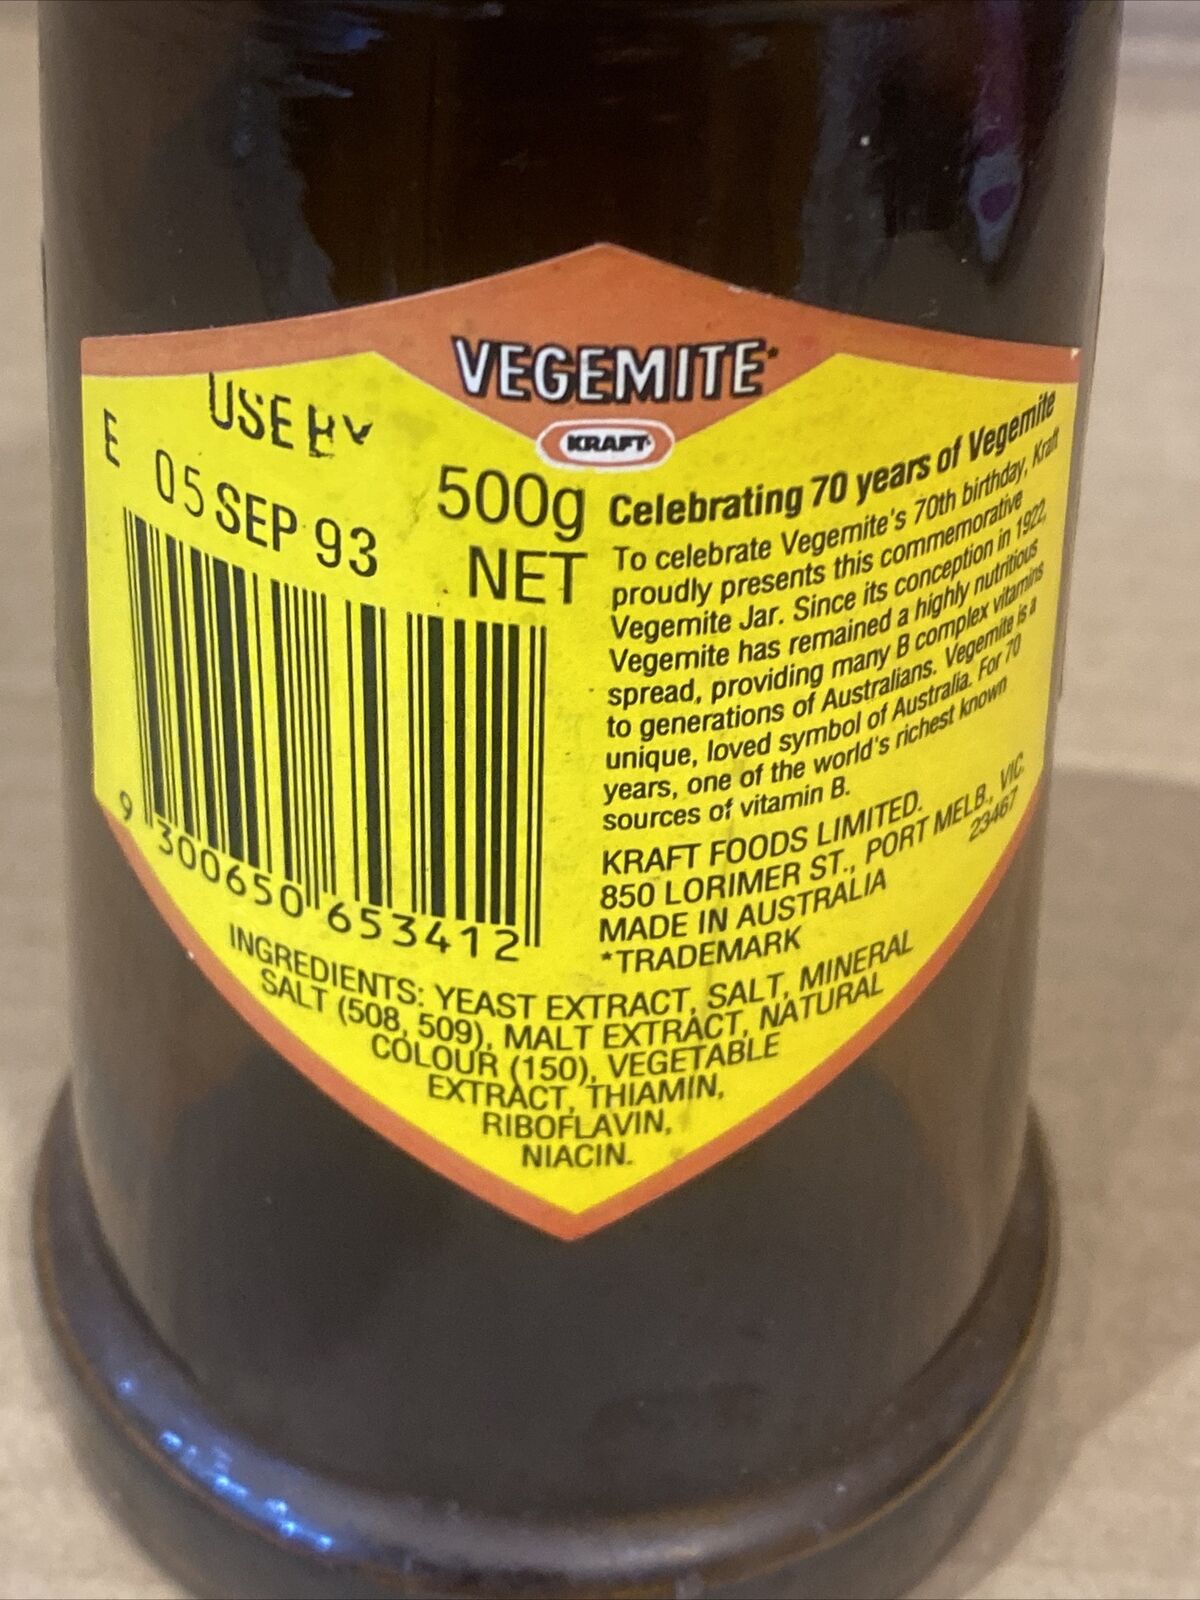 VEGEMITE*
KRAFT
USE BY
E 05 SEP 93
500g
NET
9 300650 653412
Celebrating 70 years of Vegemite
To celebrate Vegemite's 70th birthday, Kraft
proudly presents this commemorative
Vegemite Jar. Since its conception in 1922,
Vegemite has remained a highly nutritious
spread, providing many B complex vitamins
to generations of Australians. Vegemite is a
unique, loved symbol of Australia. For 70
years, one of the world's richest known
sources of vitamin B.
KRAFT FOODS LIMITED.
850 LORIMER ST., PORT MELB., VIC.
MADE IN AUSTRALIA 23467
*TRADEMARK
INGREDIENTS: YEAST EXTRACT, SALT, MINERAL
SALT (508, 509), MALT EXTRACT, NATURAL
COLOUR (150), VEGETABLE
EXTRACT, THIAMIN,
RIBOFLAVIN,
NIACIN.